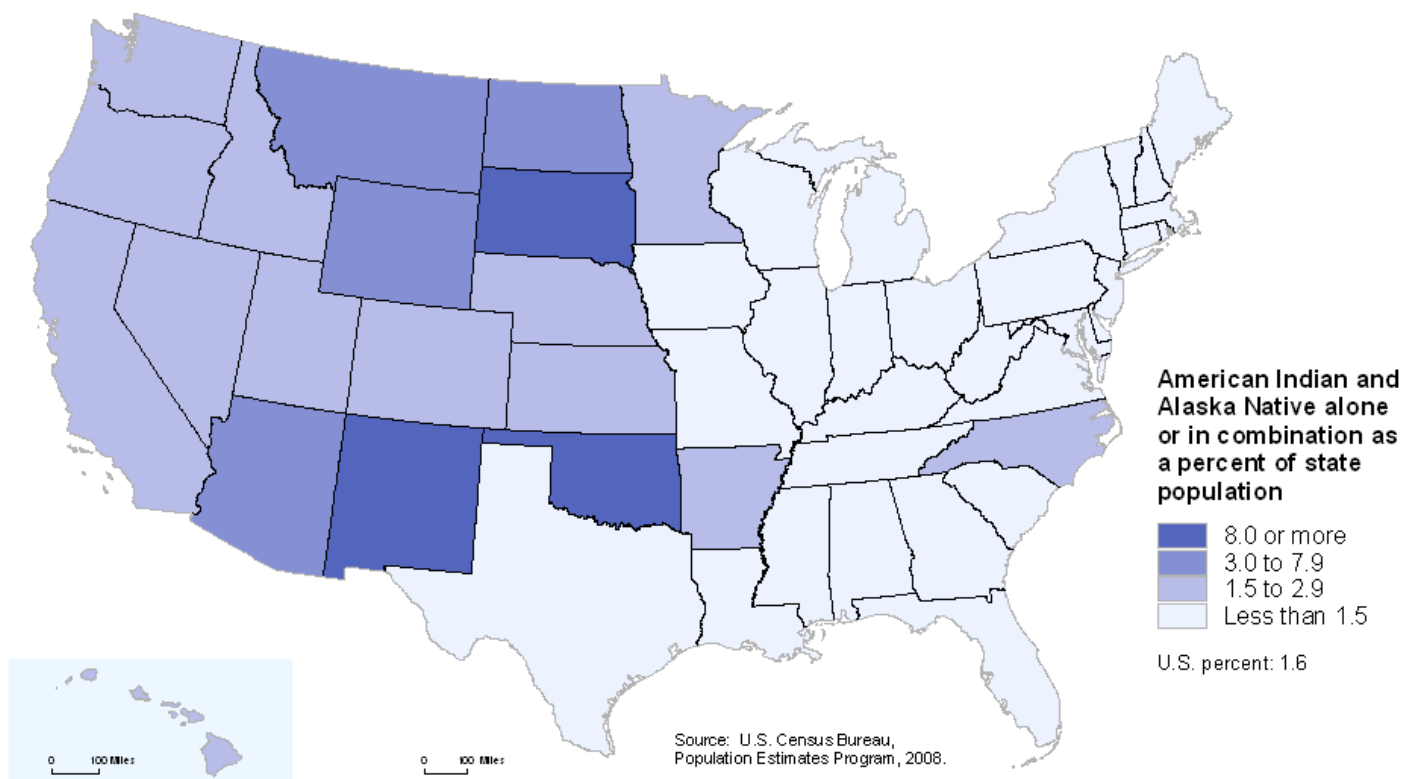 American Indian and
Alaska Native alone
or in combination as
a percent of state
population
8.0 or more
3.0 to 7.9
1.5 to 2.9
Less than 1.5
U.S. percent: 1.6
0 100 Miles
0 100 Miles
Source: U.S. Census Bureau,
Population Estimates Program, 2008.